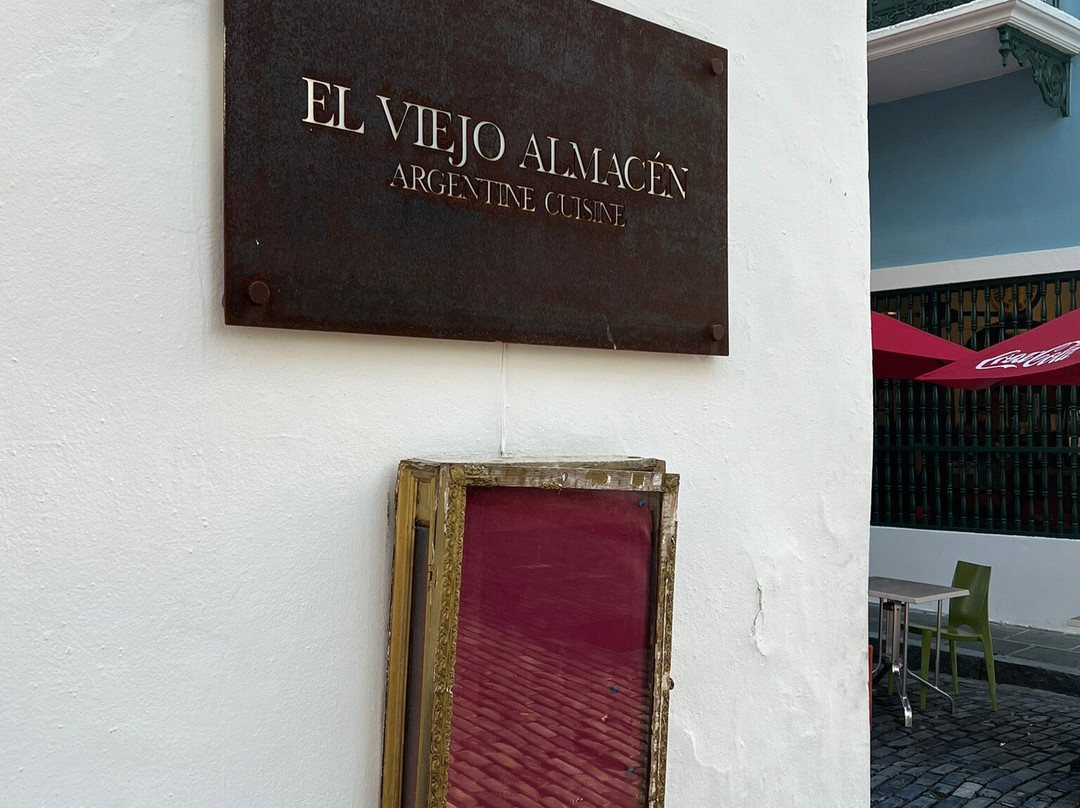 EL VIEJO ALMACÉN
ARGENTINE CUISINE
Coca-Cola